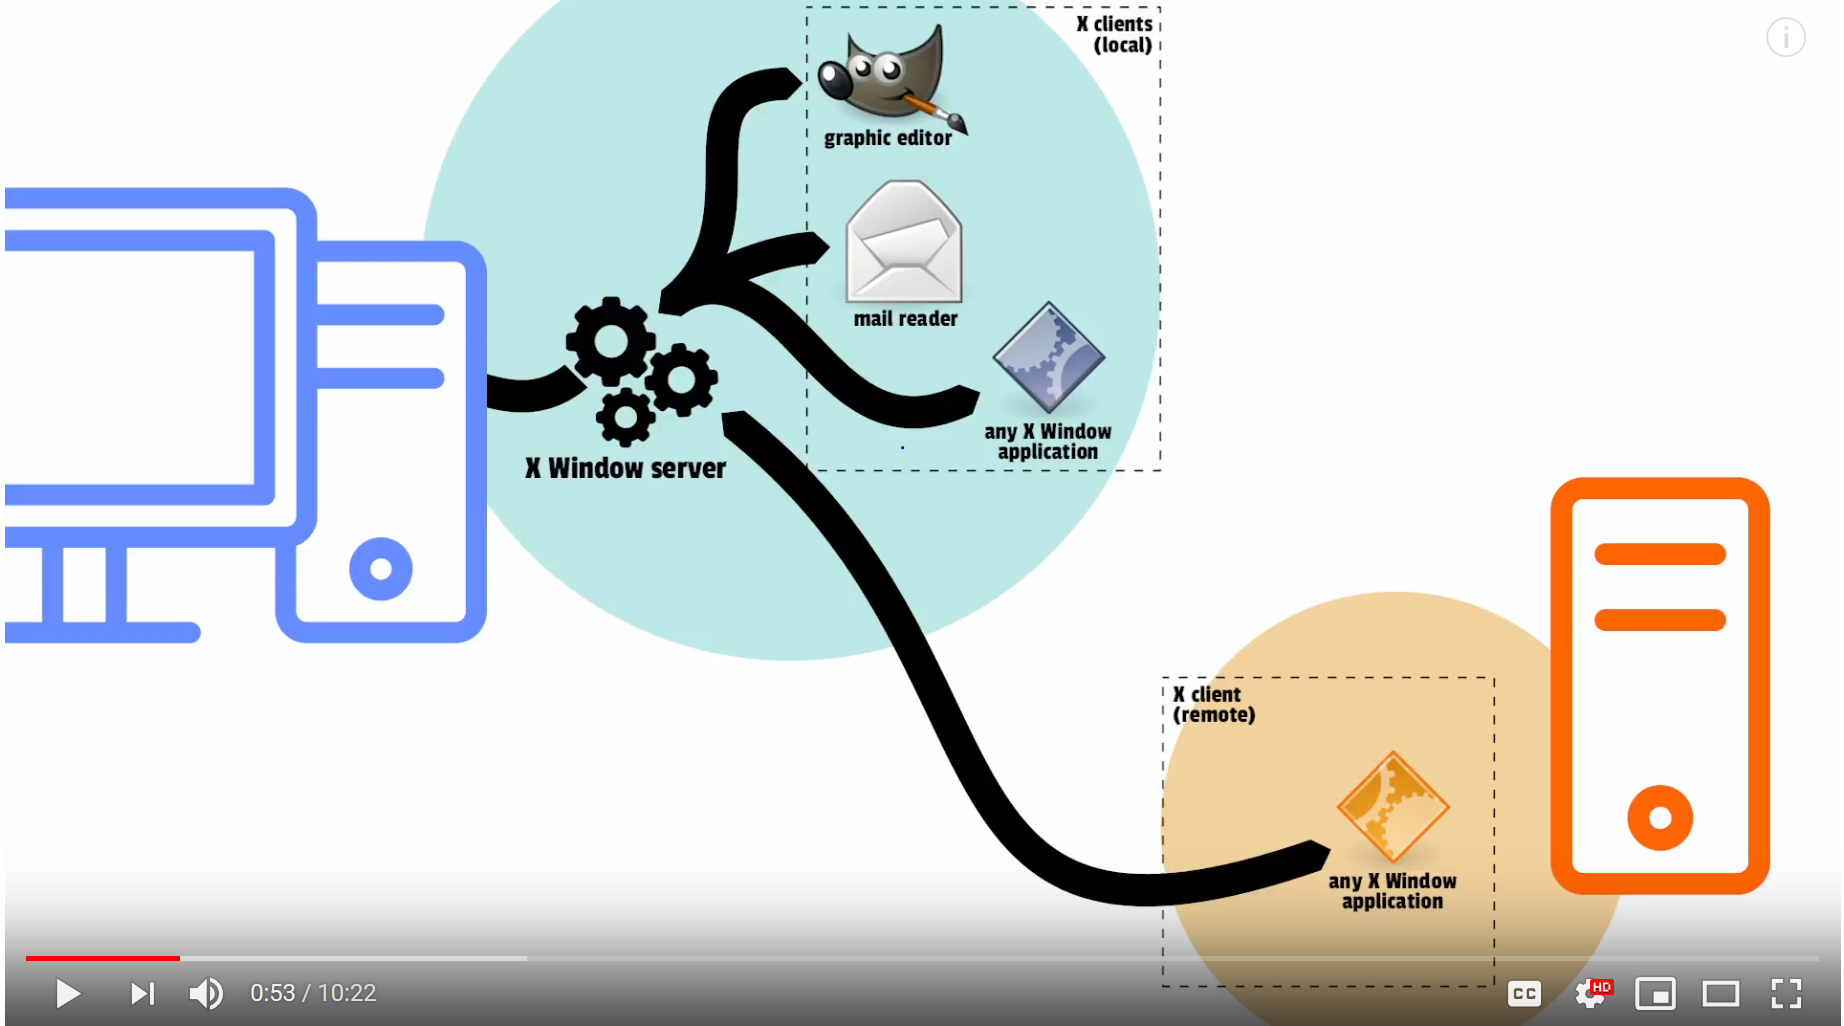 X clients
(local)
graphic editor
mail reader
any X Window
application
X Window server
X client
(remote)
any X Window
application
0:53 / 10:22
CC
HD